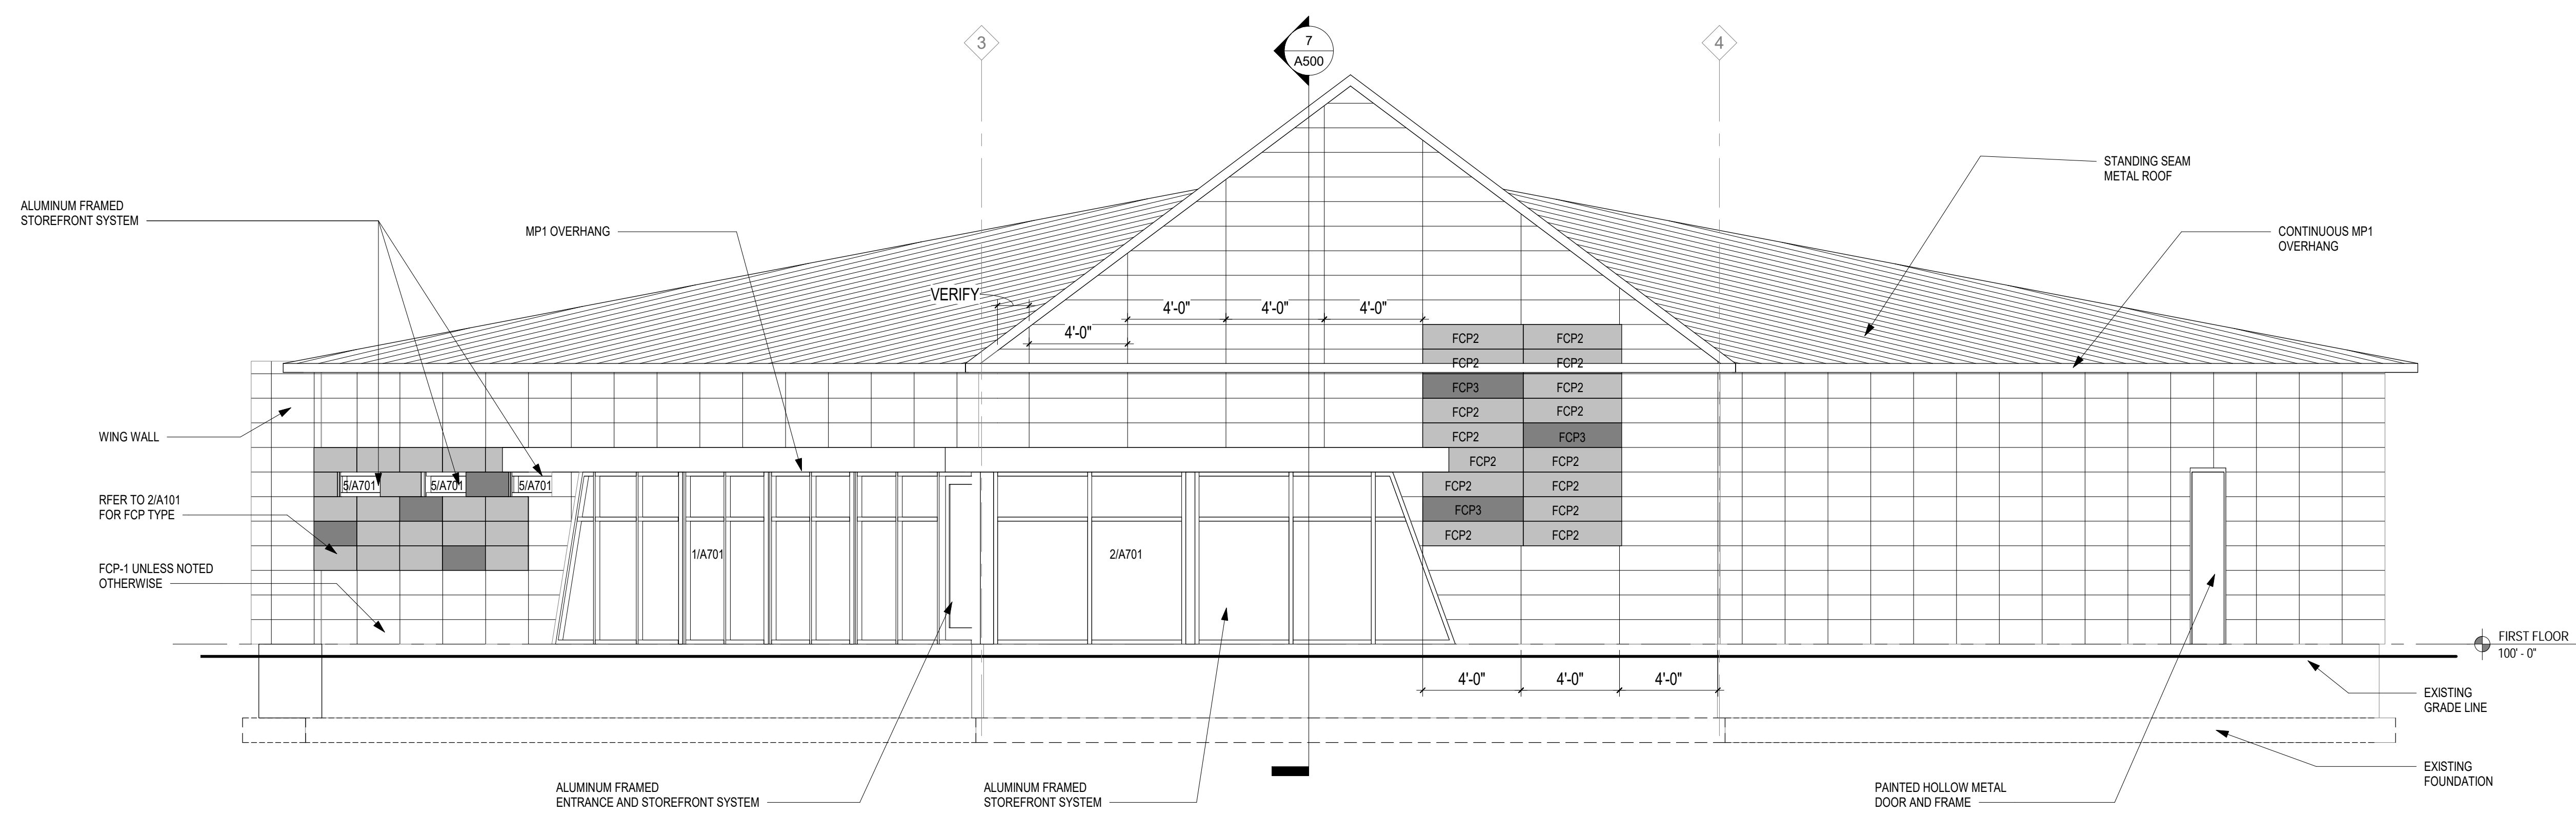 3
7
A500
4
STANDING SEAM
METAL ROOF
ALUMINUM FRAMED
STOREFRONT SYSTEM
MP1 OVERHANG
CONTINUOUS MP1
OVERHANG
VERIFY
4'-0"
4'-0"
4'-0"
4'-0"
FCP2
FCP2
FCP2
FCP2
FCP3
FCP2
FCP2
FCP2
FCP2
FCP3
FCP2
FCP2
FCP2
FCP2
FCP3
FCP2
FCP2
FCP2
WING WALL
5/A701
5/A701
5/A701
RFER TO 2/A101
FOR FCP TYPE
1/A701
2/A701
FCP-1 UNLESS NOTED
OTHERWISE
FIRST FLOOR
100' - 0"
4'-0"
4'-0"
4'-0"
EXISTING
GRADE LINE
EXISTING
FOUNDATION
ALUMINUM FRAMED
ENTRANCE AND STOREFRONT SYSTEM
ALUMINUM FRAMED
STOREFRONT SYSTEM
PAINTED HOLLOW METAL
DOOR AND FRAME